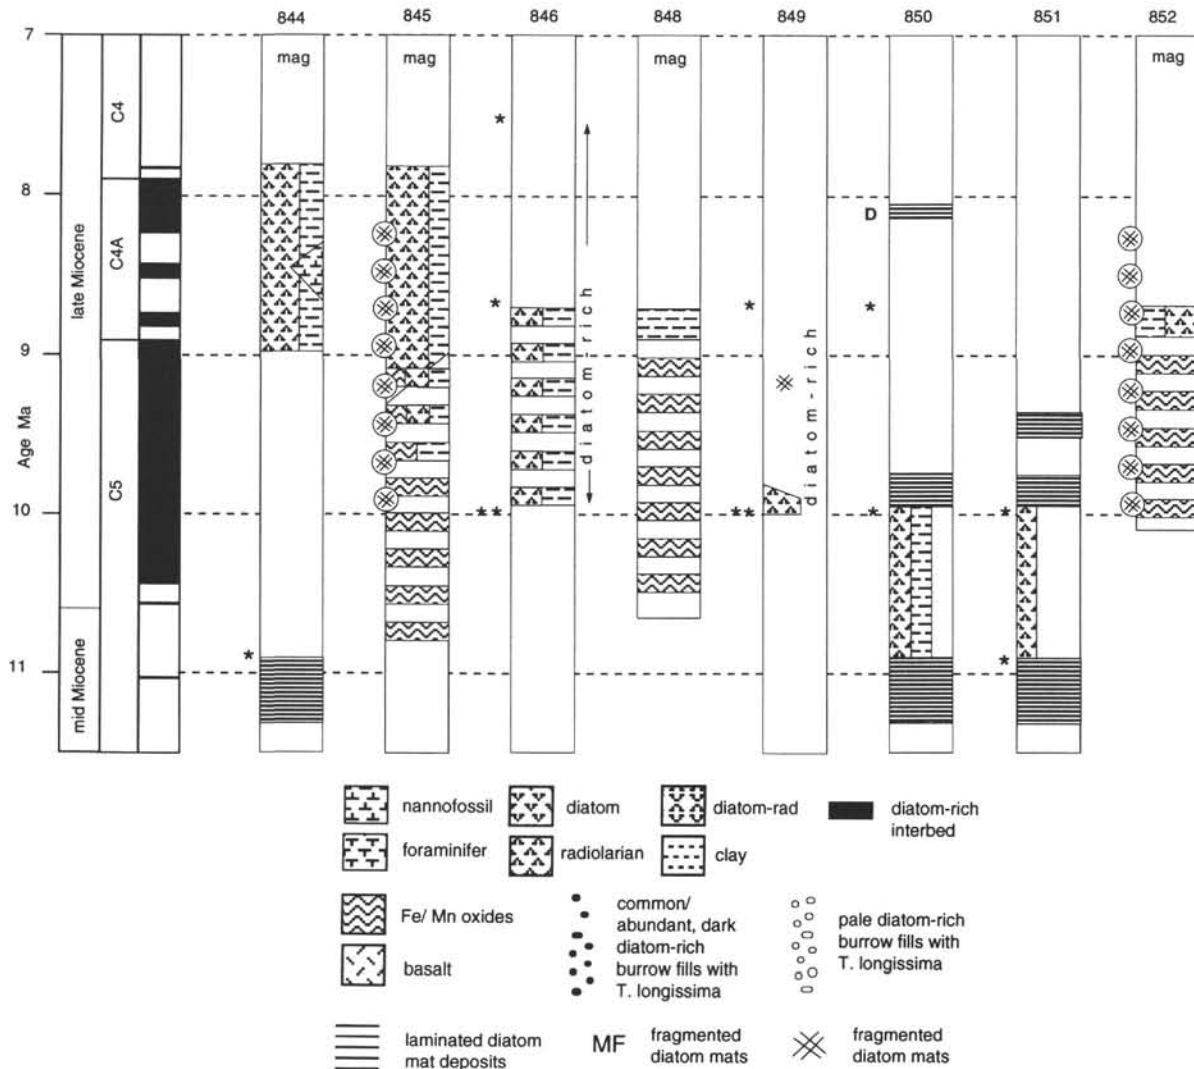 844 845 846 848 849 850 851 852
7
mag mag mag mag
C4
*
8
D
late Miocene
C4A
* * *
diatom-rich
diatom-rich
9
Age Ma
C5
10
** ** * *
11
* *
mid Miocene
nannofossil diatom diatom-rad diatom-rich
interbed
foraminifer radiolarian clay
Fe/ Mn oxides
basalt
common/
abundant, dark
diatom-rich
burrow fills with
T. longissima
pale diatom-rich
burrow fills with
T. longissima
laminated diatom
mat deposits
MF fragmented
diatom mats
fragmented
diatom mats